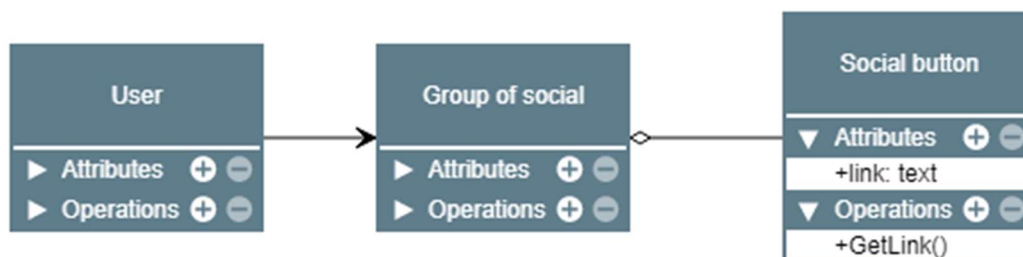 User
Attributes
Operations
Group of social
Attributes
Operations
Social button
Attributes
+link: text
Operations
+GetLink()